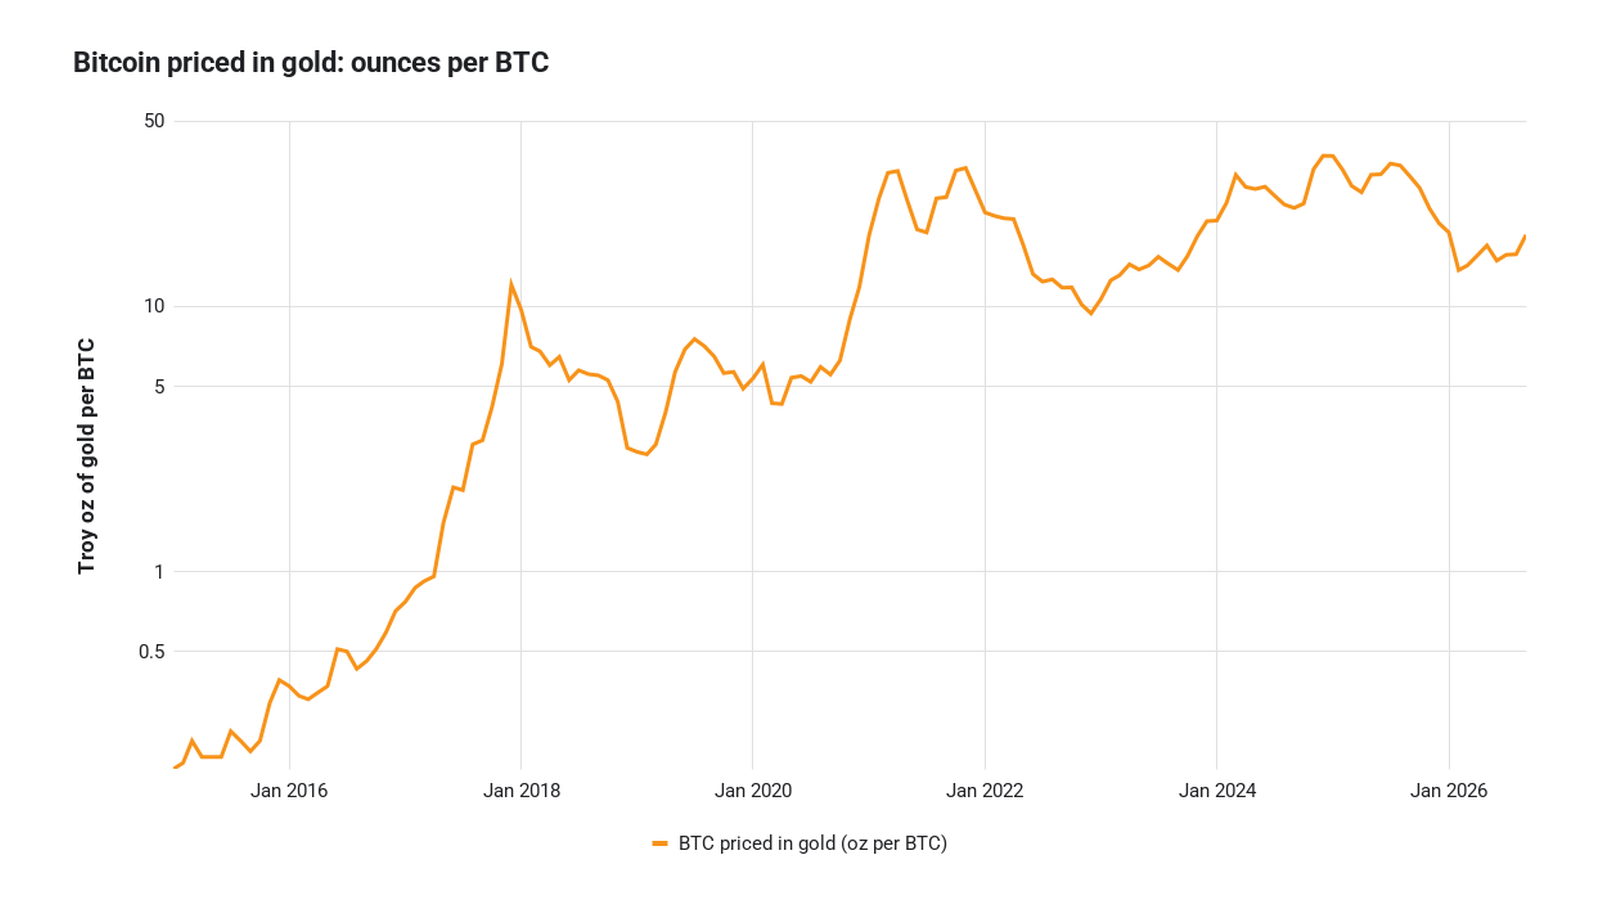 Bitcoin priced in gold: ounces per BTC
Troy oz of gold per BTC
50
10
5
1
0.5
Jan 2016
Jan 2018
Jan 2020
Jan 2022
Jan 2024
Jan 2026
BTC priced in gold (oz per BTC)